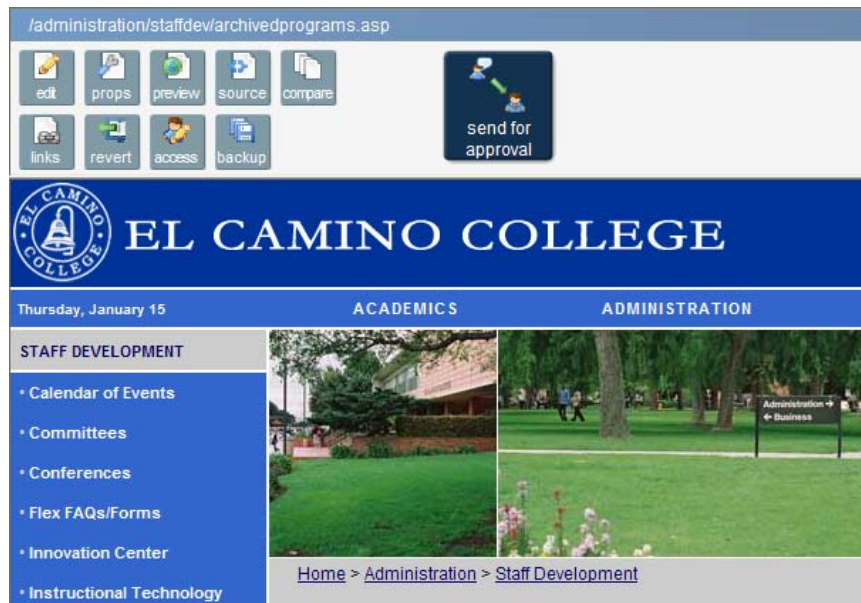 /administration/staffdev/archivedprograms.asp
edit props preview source compare
links revert access backup
send for
approval
EL CAMINO
COLLEGE
EL CAMINO COLLEGE
Thursday, January 15 ACADEMICS ADMINISTRATION
STAFF DEVELOPMENT
Calendar of Events
Committees
Conferences
Flex FAQs/Forms
Innovation Center
Instructional Technology
Administration →
← Business
Home > Administration > Staff Development